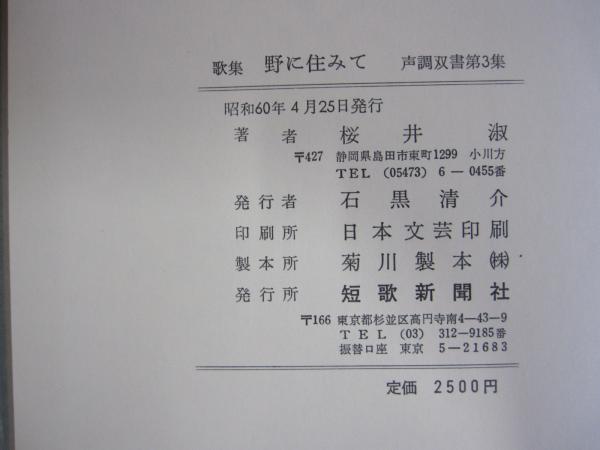 歌集 野に住みて 声調双書第3集
昭和60年4月25日発行
著者 桜井淑
〒427 静岡県島田市東町1299 小川方
TEL (05473) 6-0455番
発行者 石黒清介
印刷所 日本文芸印刷
製本所 菊川製本㈱
発行所 短歌新聞社
〒166 東京都杉並区高円寺南4-43-9
TEL (03) 312-9185番
振替口座 東京 5-21683
定価 2500円